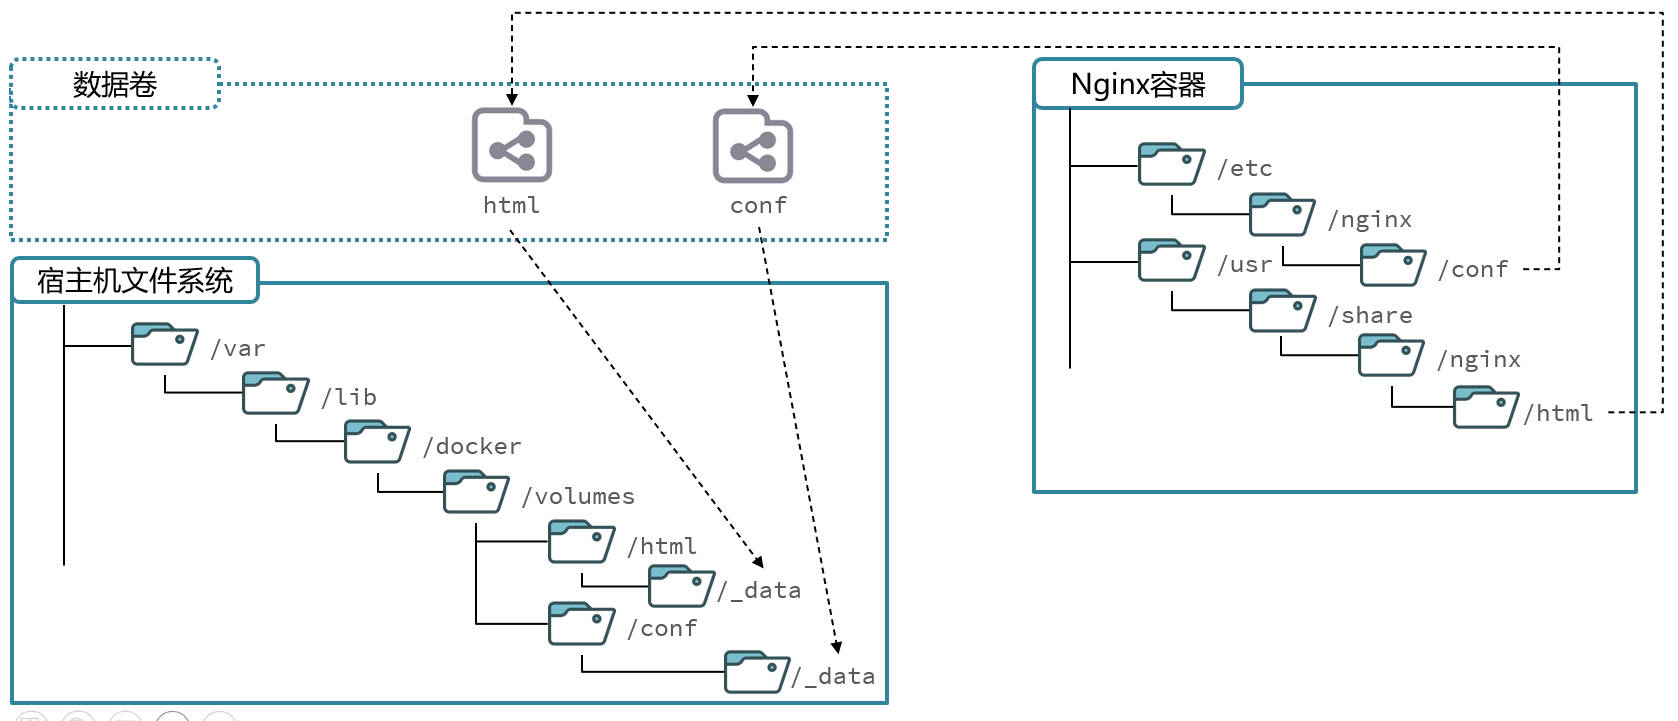 数据卷
html
conf
宿主机文件系统
/var
/lib
/docker
/volumes
/html
/_data
/conf
/_data
Nginx容器
/etc
/nginx
/conf
/usr
/share
/nginx
/html